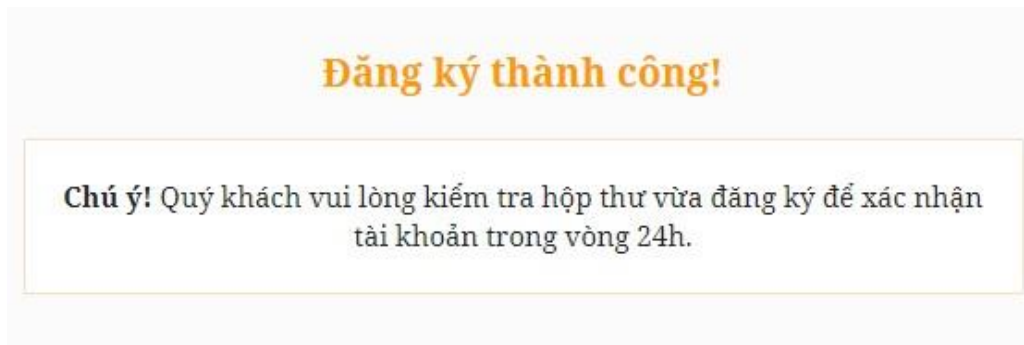 Đăng ký thành công!
Chú ý! Quý khách vui lòng kiểm tra hộp thư vừa đăng ký để xác nhận
tài khoản trong vòng 24h.